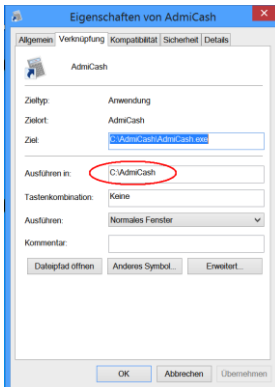 Eigenschaften von AdmiCash
Allgemein Verknüpfung Kompatibilität Sicherheit Details
AdmiCash
Zieltyp: Anwendung
Zielort: AdmiCash
Ziel: C:\AdmiCash\AdmiCash.exe
Ausführen in: C:\AdmiCash
Tastenkombination: Keine
Ausführen: Normales Fenster
Kommentar:
Dateipfad öffnen Anderes Symbol... Erweitert...
OK Abbrechen Übernehmen